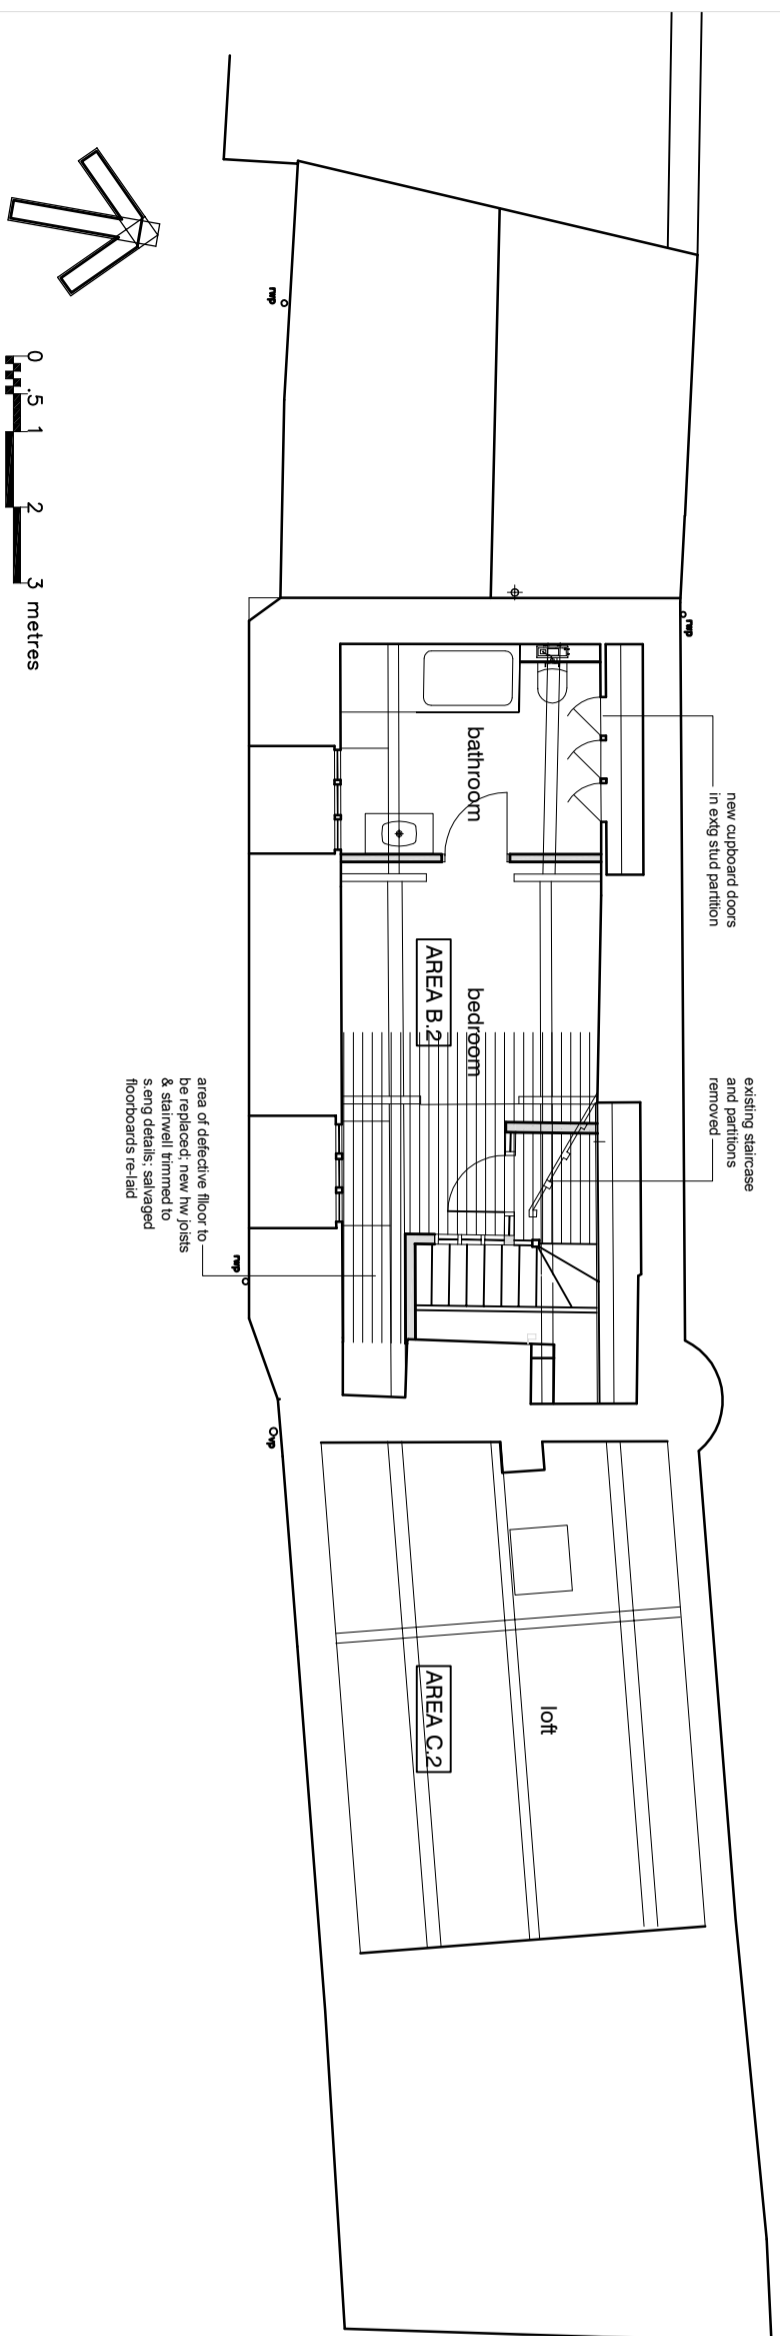 new cupboard doors
in extg stud partition
existing staircase
and partitions
removed
rwp
rwp
bathroom
bedroom
AREA B.2
loft
AREA C.2
area of defective flloor to
be replaced; new hw joists
& stairwell trimmed to
s.eng details; salvaged
floorboards re-laid
rwp
vp
0 .5 1 2 3 metres